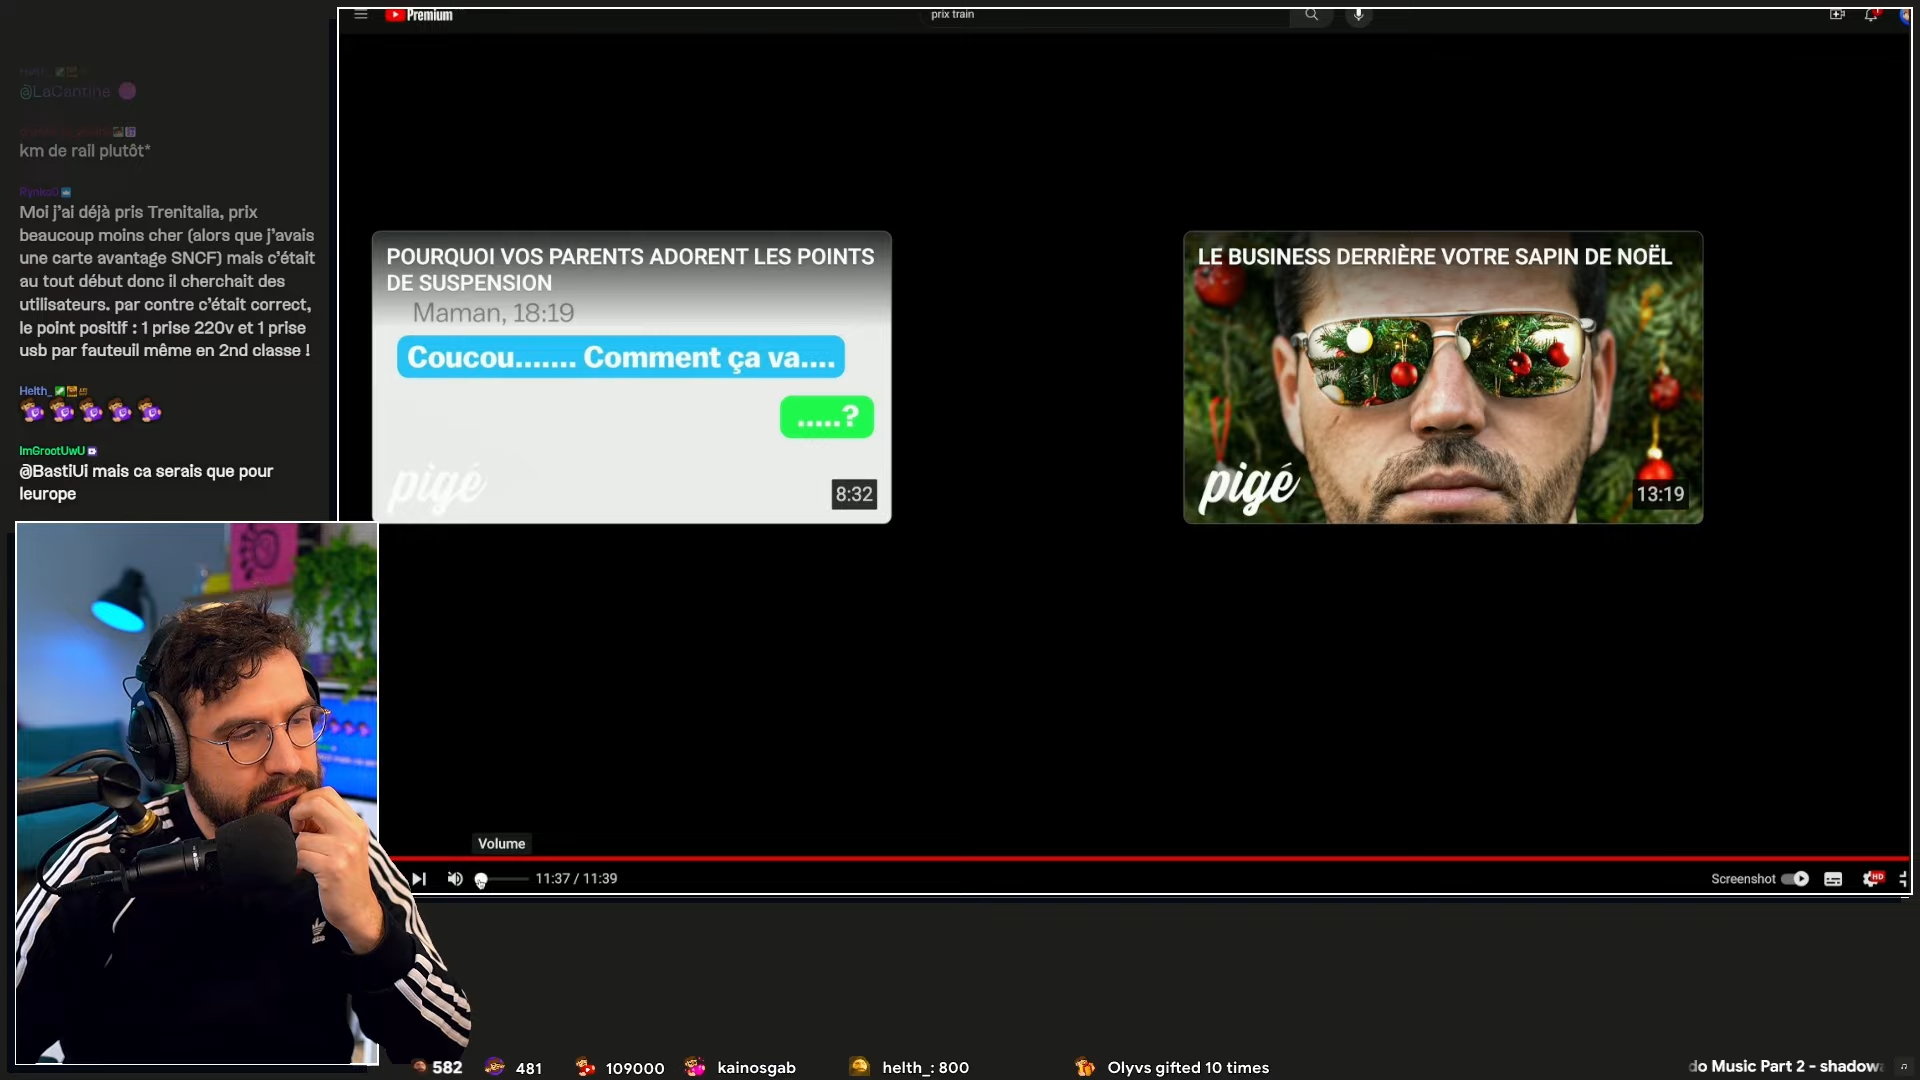 Premium
prix train
@LaCantine
km de rail plutôt*
Rynko0
Moi j'ai déjà pris Trenitalia, prix
beaucoup moins cher (alors que j'avais
une carte avantage SNCF) mais c'était
au tout début donc il cherchait des
utilisateurs. par contre c'était correct,
le point positif : 1 prise 220v et 1 prise
usb par fauteuil même en 2nd classe !
Helth_
ImGrootUwU
@BastiUi mais ca serais que pour
leurope
POURQUOI VOS PARENTS ADORENT LES POINTS
DE SUSPENSION
Maman, 18:19
Coucou....... Comment ça va....
.....?
pigé
8:32
LE BUSINESS DERRIÈRE VOTRE SAPIN DE NOËL
pigé
13:19
Volume
11:37 / 11:39
Screenshot
HD
582
481
109000
kainosgab
helth_: 800
Olyvs gifted 10 times
do Music Part 2 - shadow